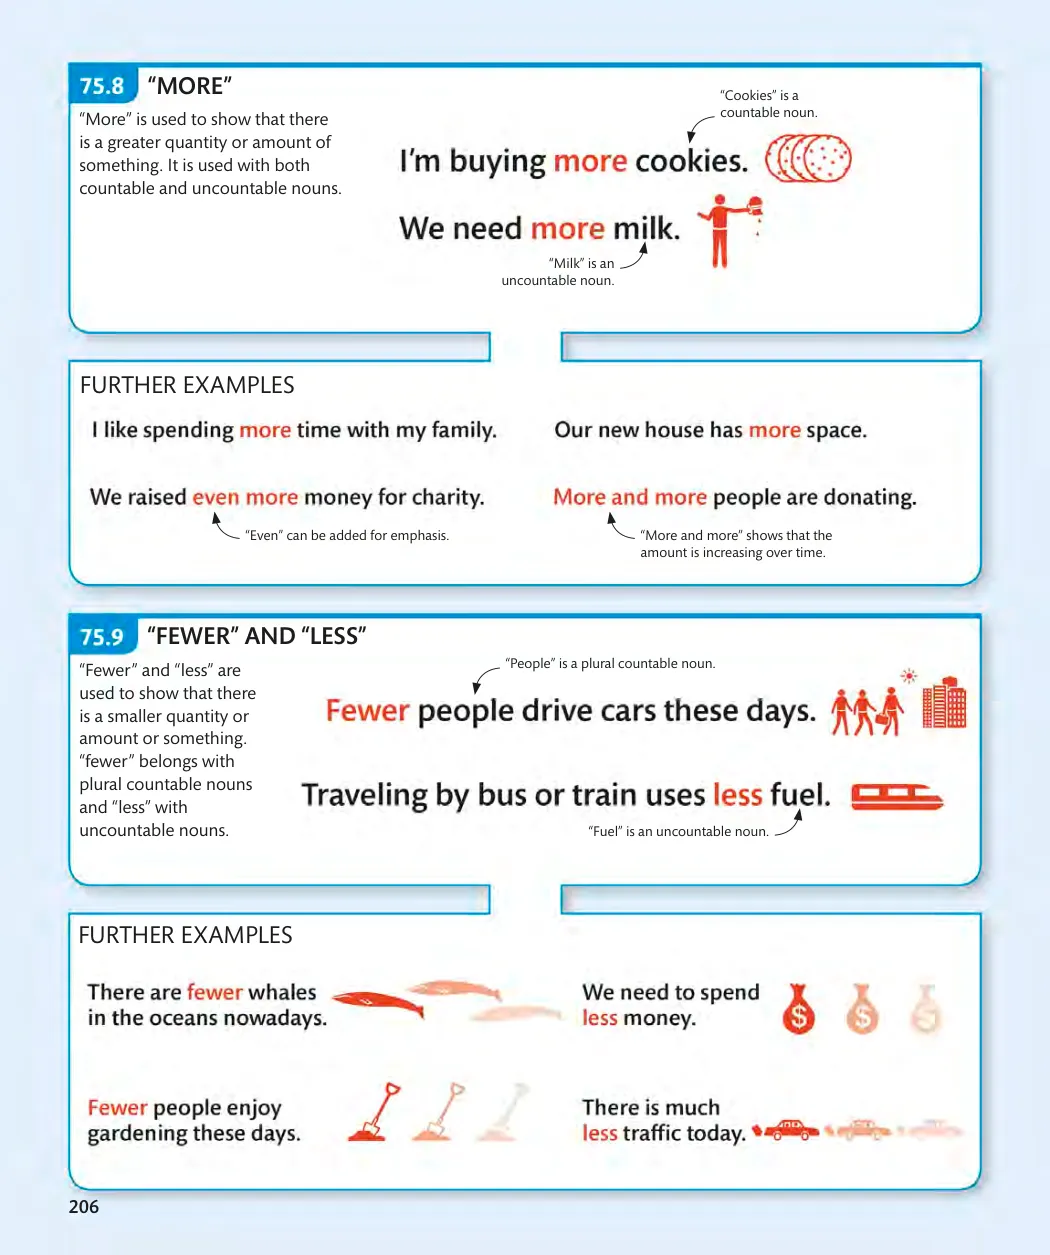 75.8 “MORE”
“More” is used to show that there
is a greater quantity or amount of
something. It is used with both
countable and uncountable nouns.
“Cookies” is a
countable noun.
I’m buying more cookies.
We need more milk.
“Milk” is an
uncountable noun.
FURTHER EXAMPLES
I like spending more time with my family.
Our new house has more space.
We raised even more money for charity.
“Even” can be added for emphasis.
More and more people are donating.
“More and more” shows that the
amount is increasing over time.
75.9 “FEWER” AND “LESS”
“Fewer” and “less” are
used to show that there
is a smaller quantity or
amount or something.
“fewer” belongs with
plural countable nouns
and “less” with
uncountable nouns.
“People” is a plural countable noun.
Fewer people drive cars these days.
Traveling by bus or train uses less fuel.
“Fuel” is an uncountable noun.
FURTHER EXAMPLES
There are fewer whales
in the oceans nowadays.
We need to spend
less money.
$ $ $
Fewer people enjoy
gardening these days.
There is much
less traffic today.
206